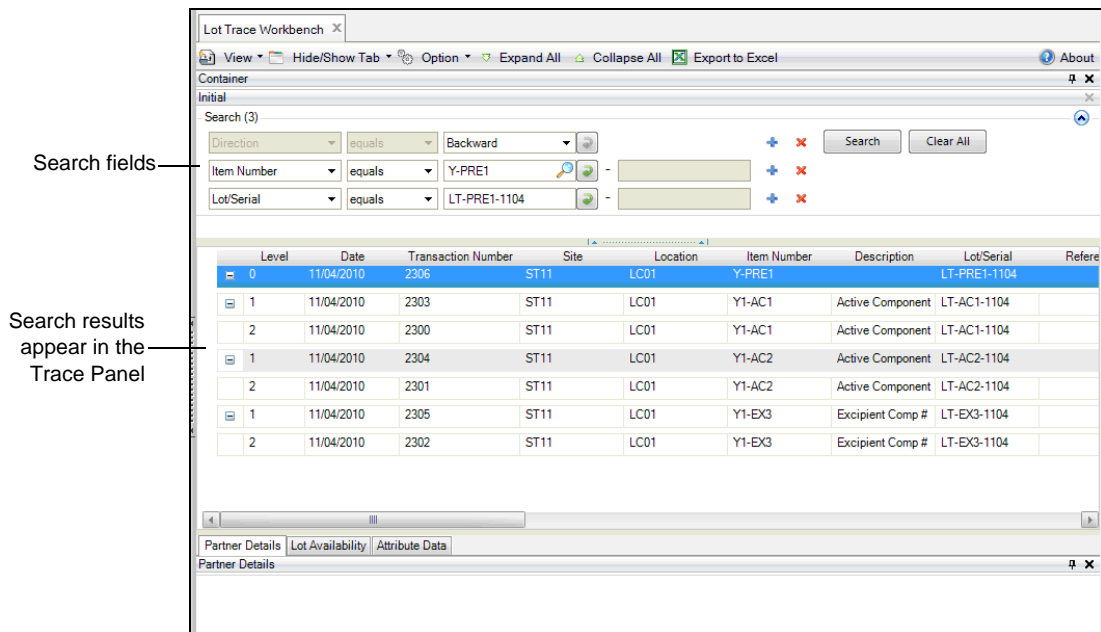 Lot Trace Workbench
View Hide/Show Tab Option Expand All Collapse All Export to Excel About
Container
Initial
Search (3)
Direction equals Backward Search Clear All
Search fields
Item Number equals Y-PRE1 -
Lot/Serial equals LT-PRE1-1104 -
Level Date Transaction Number Site Location Item Number Description Lot/Serial Refere
0 11/04/2010 2306 ST11 LC01 Y-PRE1 LT-PRE1-1104
1 11/04/2010 2303 ST11 LC01 Y1-AC1 Active Component LT-AC1-1104
2 11/04/2010 2300 ST11 LC01 Y1-AC1 Active Component LT-AC1-1104
Search results
appear in the
Trace Panel
1 11/04/2010 2304 ST11 LC01 Y1-AC2 Active Component LT-AC2-1104
2 11/04/2010 2301 ST11 LC01 Y1-AC2 Active Component LT-AC2-1104
1 11/04/2010 2305 ST11 LC01 Y1-EX3 Excipient Comp # LT-EX3-1104
2 11/04/2010 2302 ST11 LC01 Y1-EX3 Excipient Comp # LT-EX3-1104
Partner Details Lot Availability Attribute Data
Partner Details